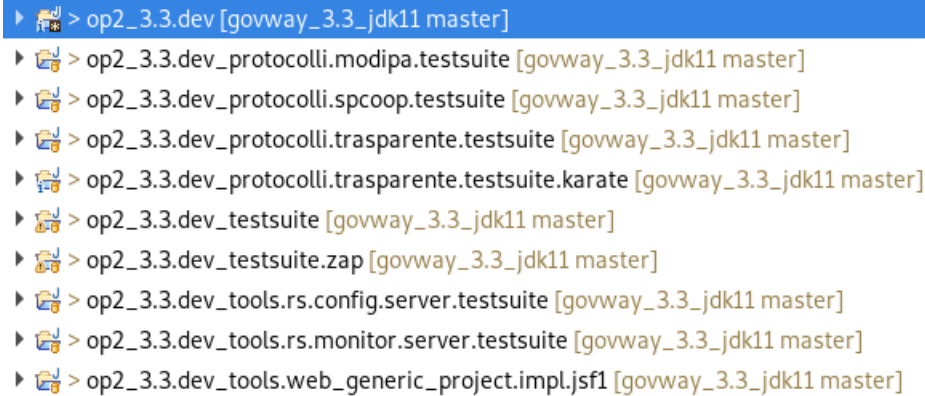 > op2_3.3.dev [govway_3.3_jdk11 master]
> op2_3.3.dev_protocolli.modipa.testsuite [govway_3.3_jdk11 master]
> op2_3.3.dev_protocolli.spcoop.testsuite [govway_3.3_jdk11 master]
> op2_3.3.dev_protocolli.trasparente.testsuite [govway_3.3_jdk11 master]
> op2_3.3.dev_protocolli.trasparente.testsuite.karate [govway_3.3_jdk11 master]
> op2_3.3.dev_testsuite [govway_3.3_jdk11 master]
> op2_3.3.dev_testsuite.zap [govway_3.3_jdk11 master]
> op2_3.3.dev_tools.rs.config.server.testsuite [govway_3.3_jdk11 master]
> op2_3.3.dev_tools.rs.monitor.server.testsuite [govway_3.3_jdk11 master]
> op2_3.3.dev_tools.web_generic_project.impl.jsf1 [govway_3.3_jdk11 master]